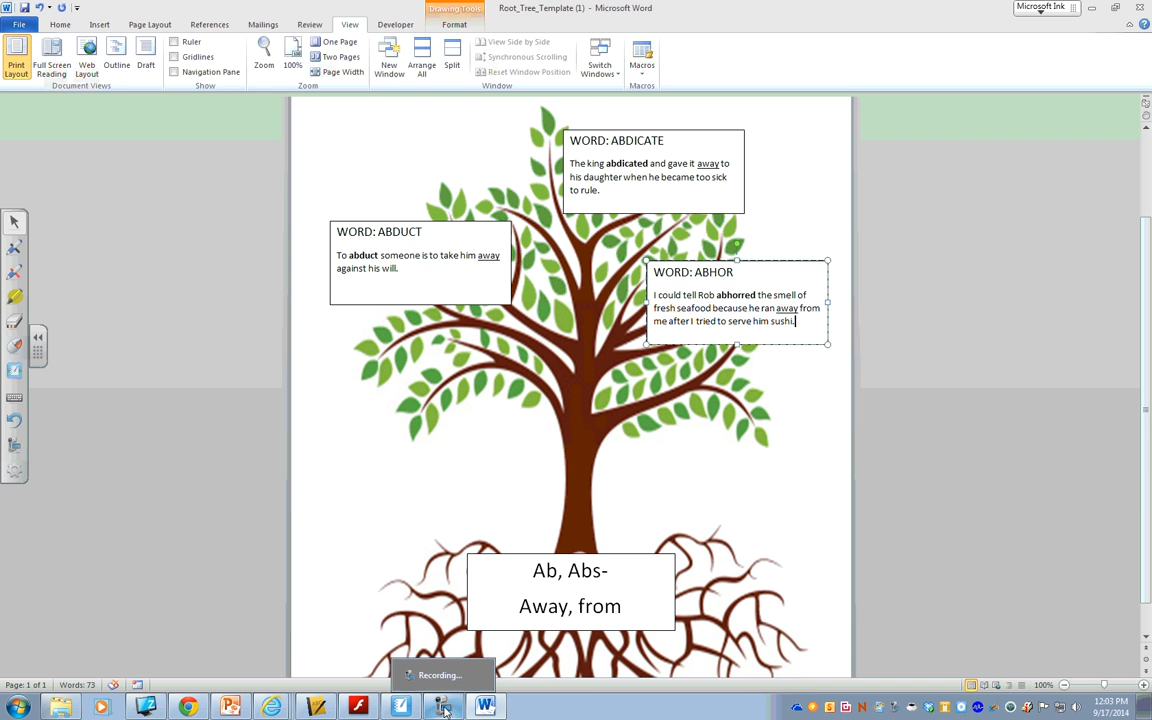 Root_Tree_Template (1) - Microsoft Word
Drawing Tools
Microsoft Ink
File Home Insert Page Layout References Mailings Review View Developer Format
Print Layout
Full Screen Reading
Web Layout
Outline
Draft
Document Views
Ruler
Gridlines
Navigation Pane
Show
Zoom
100%
One Page
Two Pages
Page Width
Zoom
New Window
Arrange All
Split
View Side by Side
Synchronous Scrolling
Reset Window Position
Window
Switch Windows
Macros
Macros
WORD: ABDICATE
The king abdicated and gave it away to
his daughter when he became too sick
to rule.
WORD: ABDUCT
To abduct someone is to take him away
against his will.
WORD: ABHOR
I could tell Rob abhorred the smell of
fresh seafood because he ran away from
me after I tried to serve him sushi.
Ab, Abs-
Away, from
Recording...
Page: 1 of 1 Words: 73
100%
12:03 PM
9/17/2014